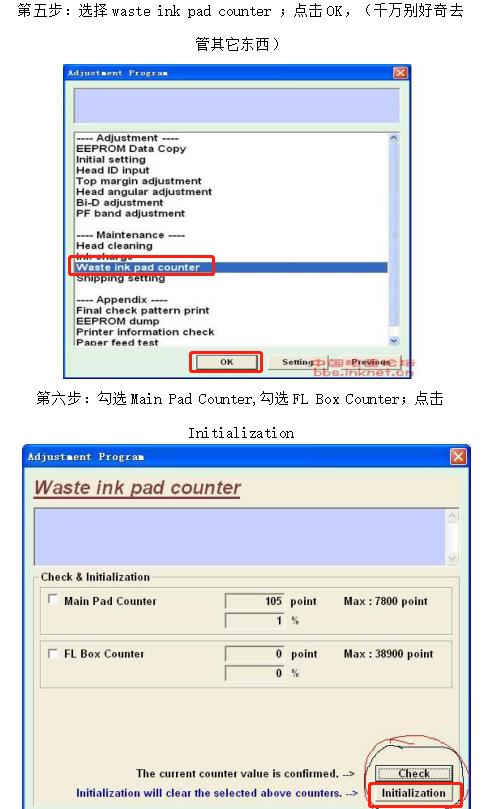 第五步：选择 waste ink pad counter ；点击 OK，（千万别好奇去
管其它东西）
Adjustment Program
---- Adjustment ----
EEPROM Data Copy
Initial setting
Head ID input
Top margin adjustment
Head angular adjustment
Bi-D adjustment
PF band adjustment
---- Maintenance ----
Head cleaning
Ink charge
Waste ink pad counter
Shipping setting
---- Appendix ----
Final check pattern print
EEPROM dump
Printer information check
Paper feed test
OK Setting Previous
bbs.inknet.cn
第六步：勾选 Main Pad Counter,勾选 FL Box Counter；点击
Initialization
Adjustment Program
Waste ink pad counter
Check & Initialization
Main Pad Counter 105 point Max : 7800 point
1 %
FL Box Counter 0 point Max : 38900 point
0 %
The current counter value is confirmed. --> Check
Initialization will clear the selected above counters. --> Initialization